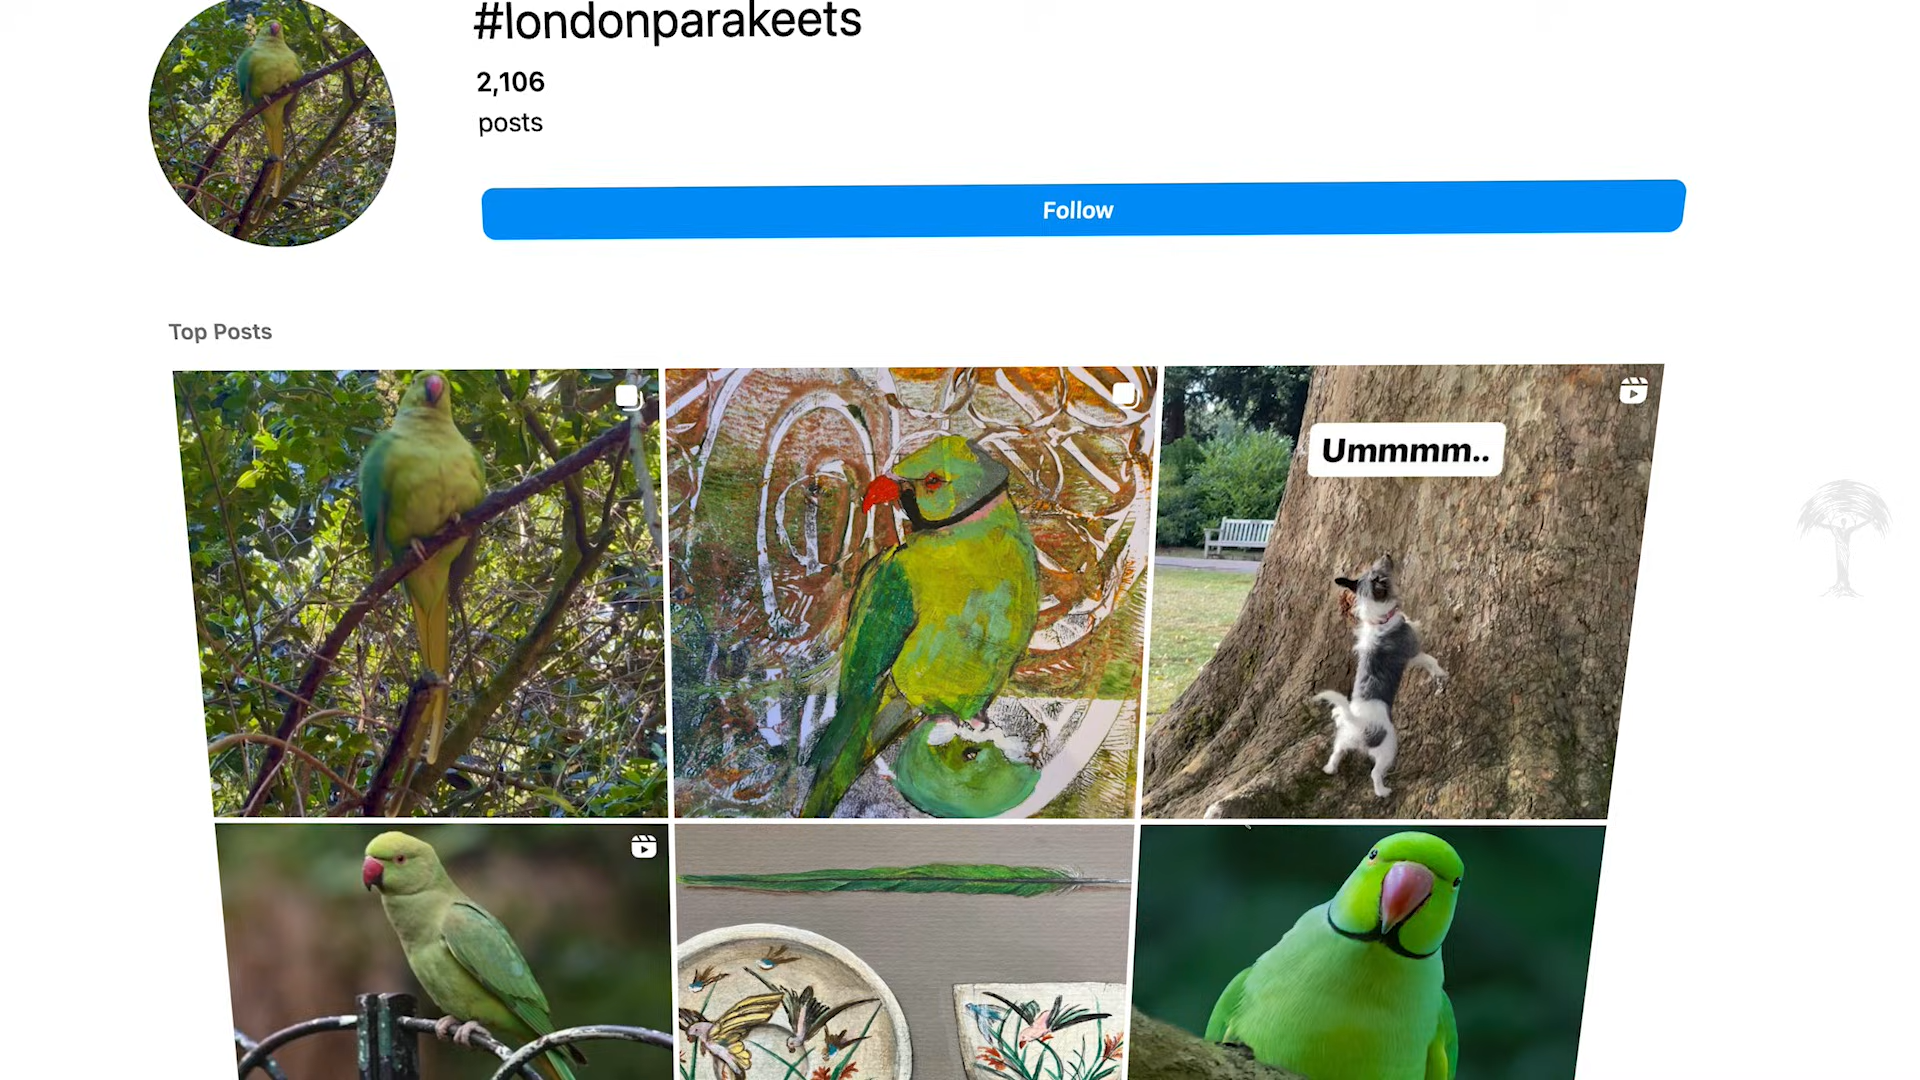 #londonparakeets
2,106
posts
Follow
Top Posts
Ummmm..